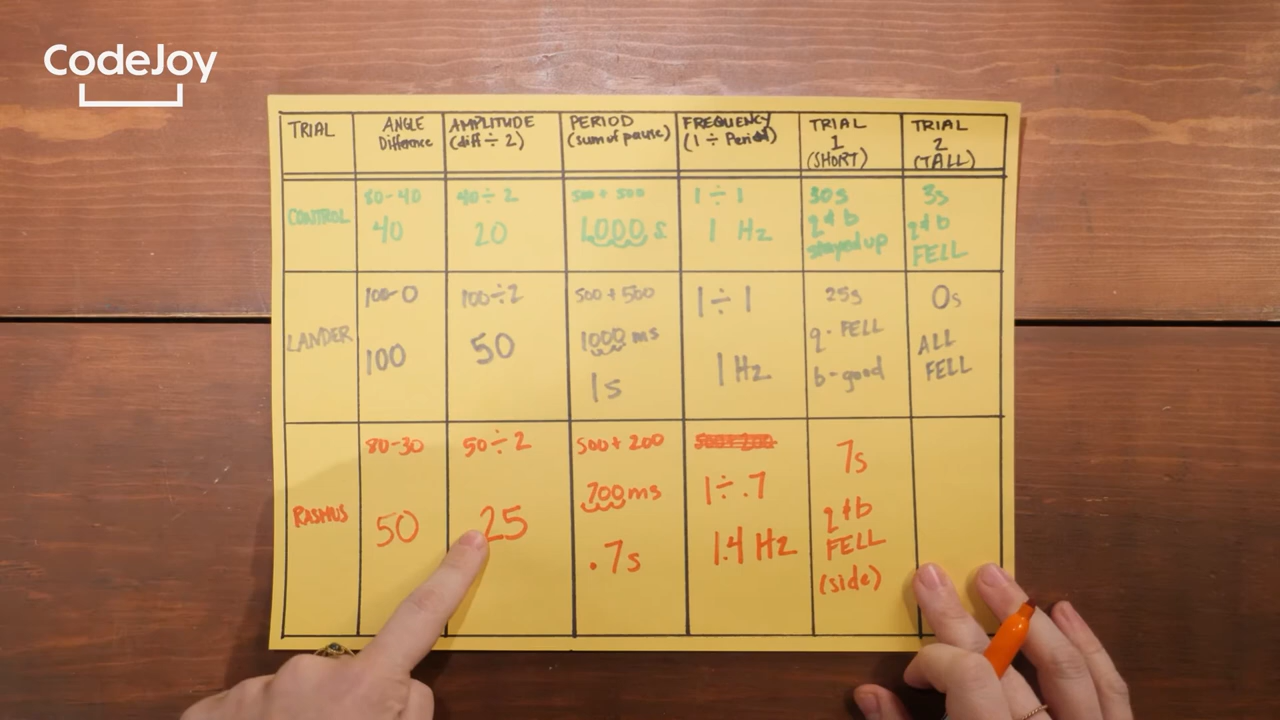 CodeJoy
TRIAL
ANGLE
Difference
AMPLITUDE
(diff ÷ 2)
PERIOD
(sum of pause)
FREQUENCY
(1 ÷ Period)
TRIAL
1
(SHORT)
TRIAL
2
(TALL)
CONTROL
80-40
40
40 ÷ 2
20
500 + 500
1,000 s
1 ÷ 1
1 Hz
30s
q & b
stayed up
3s
q & b
FELL
LANDER
100-0
100
100÷2
50
500 + 500
1000 ms
1s
1 ÷ 1
1 Hz
25s
q - FELL
b - good
0s
ALL
FELL
RASMUS
80-30
50
50 ÷ 2
25
500 + 200
700 ms
.7s
500 + 200
1 ÷ .7
1.4 Hz
7s
q & b
FELL
(side)